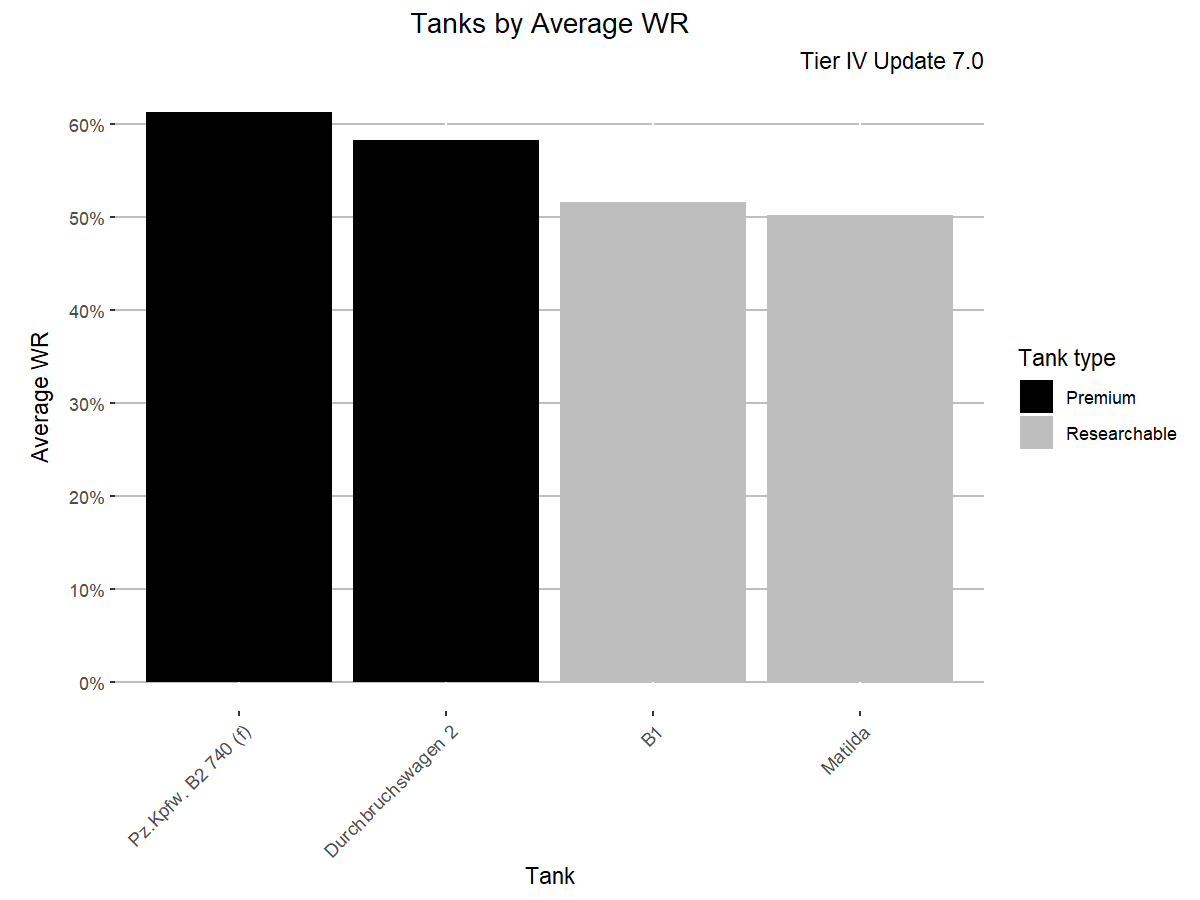 Tanks by Average WR
Tier IV Update 7.0
60%
50%
40%
30%
20%
10%
0%
Average WR
Pz.Kpfw. B2 740 (f)
Durchbruchswagen 2
B1
Matilda
Tank
Tank type
Premium
Researchable